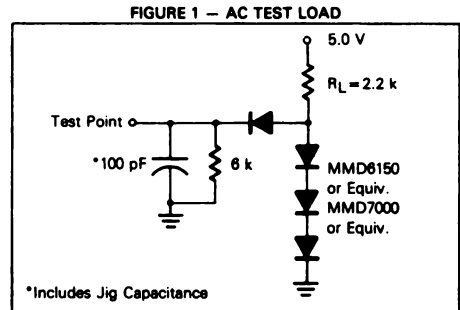 FIGURE 1 — AC TEST LOAD
5.0 V
RL = 2.2 k
Test Point
*100 pF
6 k
MMD6150
or Equiv.
MMD7000
or Equiv.
*Includes Jig Capacitance